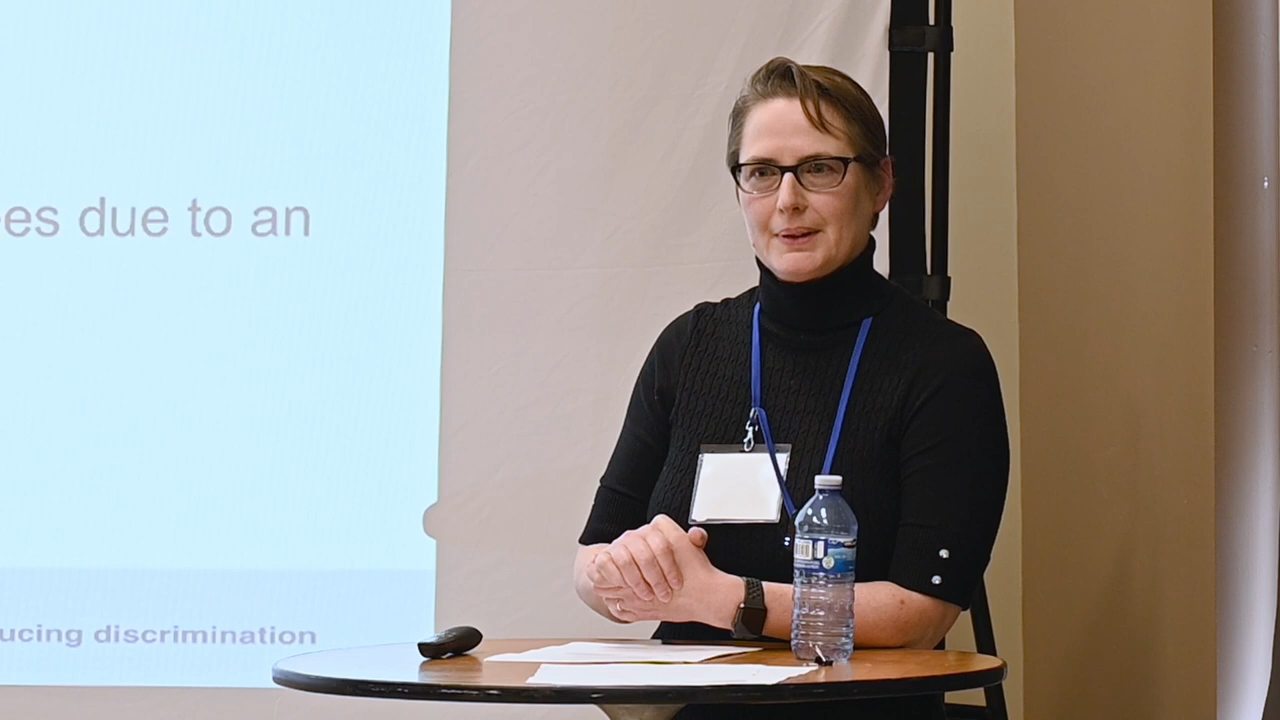 es due to an
ucing discrimination